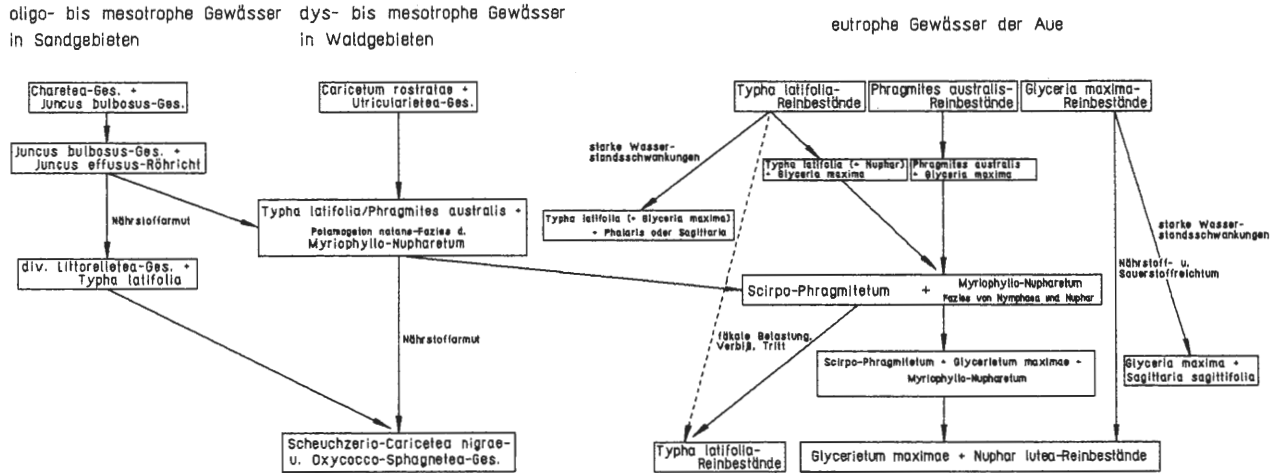 oligo- bis mesotrophe Gewässer
in Sandgebieten
dys- bis mesotrophe Gewässer
in Waldgebieten
eutrophe Gewässer der Aue
Charetea-Ges. +
Juncus bulbosus-Ges.
Caricetum rostratae +
Utricularietea-Ges.
Typha latifolia-
Reinbestände
Phragmites australis-
Reinbestände
Glyceria maxima-
Reinbestände
Juncus bulbosus-Ges. +
Juncus effusus-Röhricht
starke Wasser-
standsschwankungen
Typha latifolia (+ Nuphar)
+ Glyceria maxima
Phragmites australis
+ Glyceria maxima
Nährstoffarmut
Typha latifolia/Phragmites australis +
Potamogeton natans-Fazies d.
Myriophyllo-Nupharetum
Typha latifolia (+ Glyceria maxima)
+ Phalaris oder Sagittaria
starke Wasser-
standsschwankungen
div. Littorelletea-Ges. +
Typha latifolia
Nährstoff- u.
Sauerstoffreichtum
Scirpo-Phragmitetum +
Myriophyllo-Nupharetum
Fazies von Nymphaea und Nuphar
Nährstoffarmut
fäkale Belastung,
Verbiß, Tritt
Scirpo-Phragmitetum + Glycerietum maximae +
Myriophyllo-Nupharetum
Glyceria maxima +
Sagittaria sagittifolia
Scheuchzerio-Caricetea nigrae-
u. Oxycocco-Sphagnetea-Ges.
Typha latifolia-
Reinbestände
Glycerietum maximae + Nuphar lutea-Reinbestände